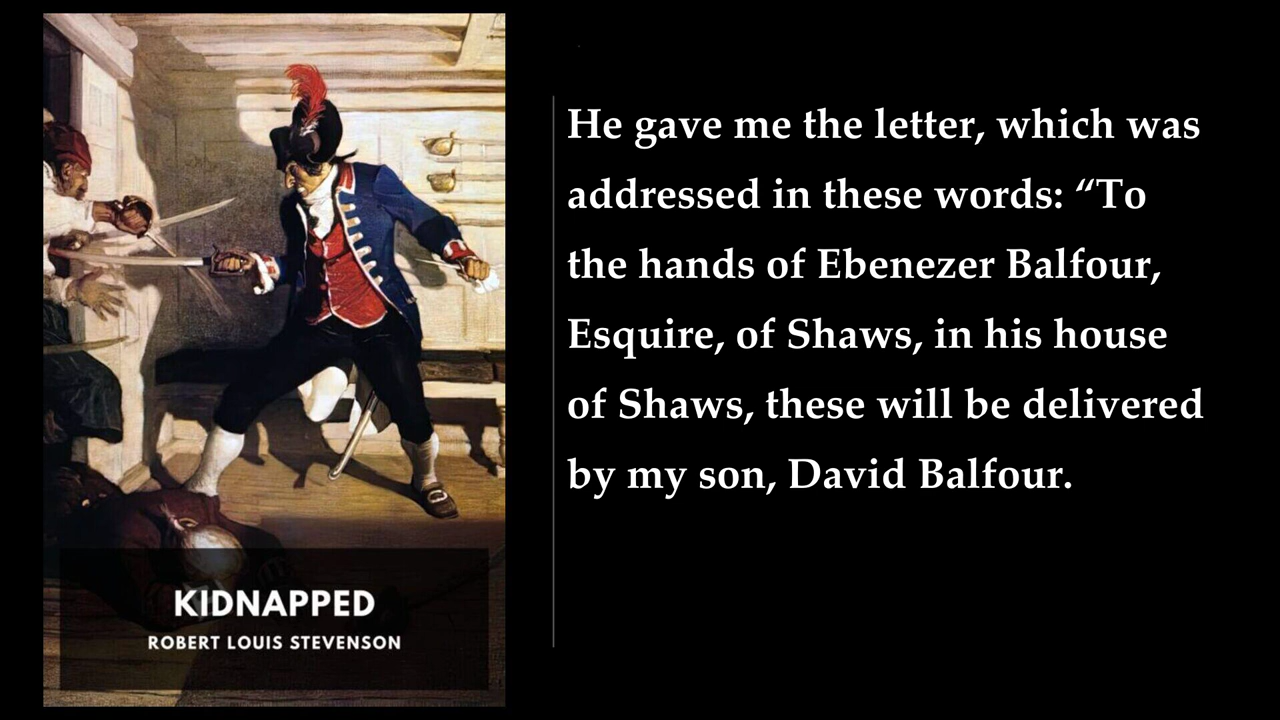 He gave me the letter, which was
addressed in these words: “To
the hands of Ebenezer Balfour,
Esquire, of Shaws, in his house
of Shaws, these will be delivered
by my son, David Balfour.
KIDNAPPED
ROBERT LOUIS STEVENSON